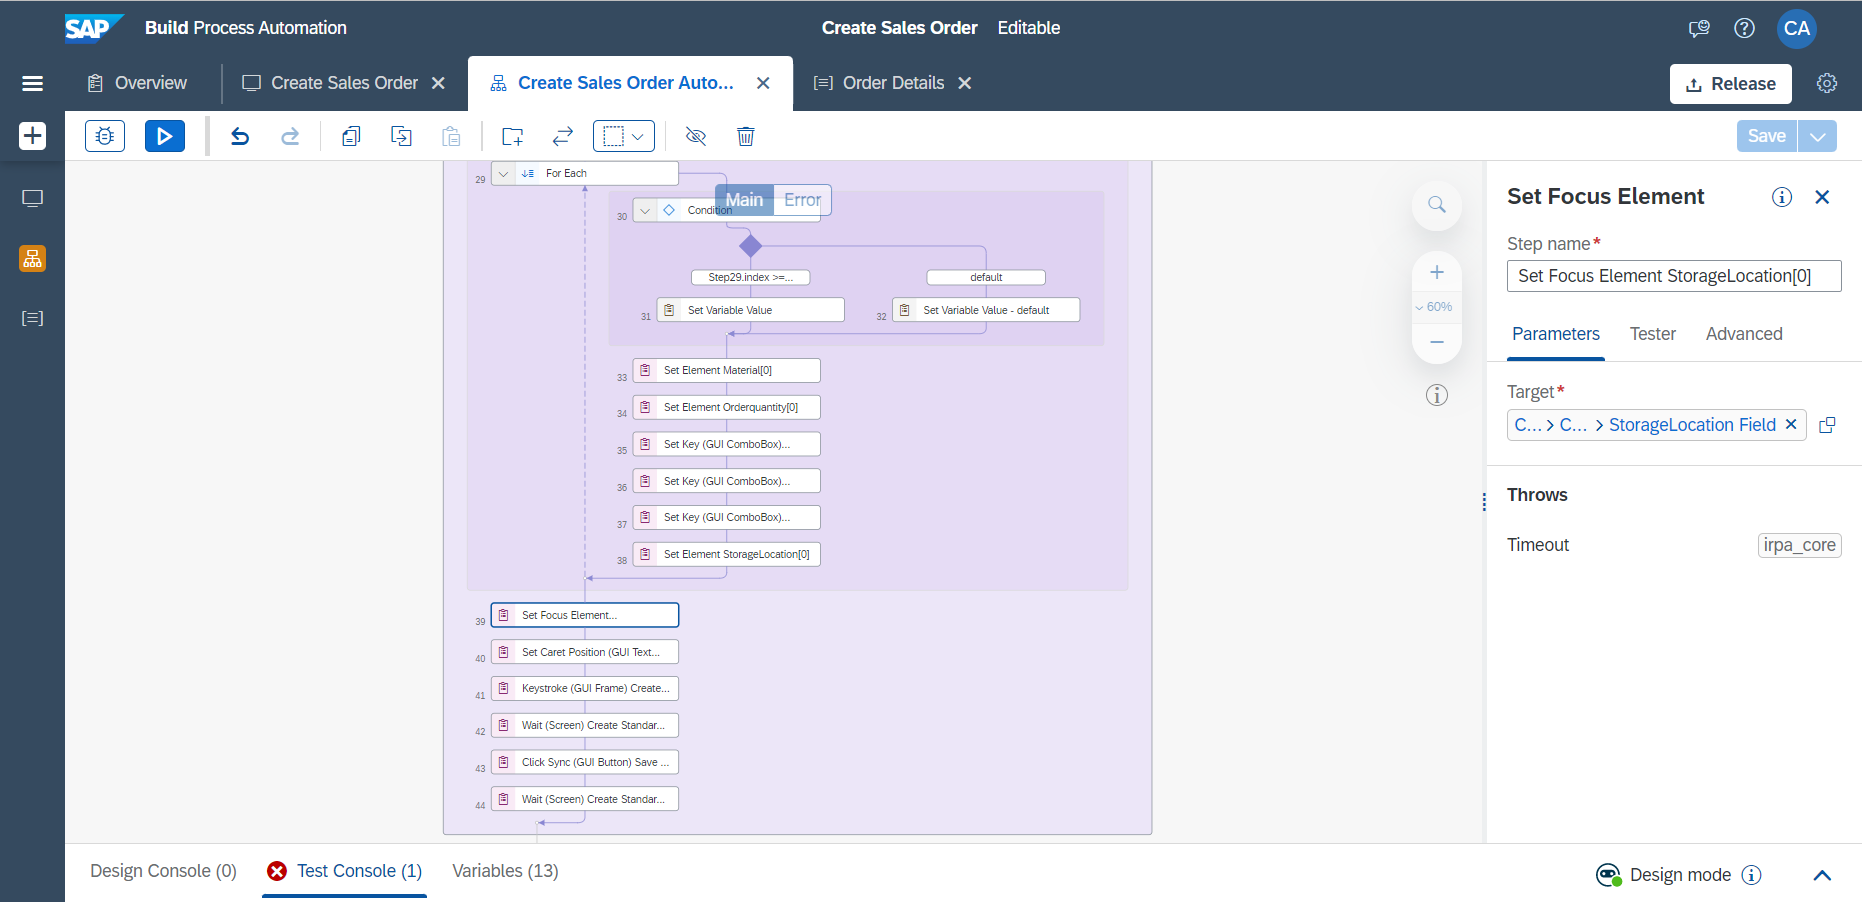 SAP Build Process Automation
Create Sales Order Editable
CA
Overview
Create Sales Order
Create Sales Order Auto...
Order Details
Release
Save
29 For Each
Main Error
30 Condition
Step29.index >=...
default
31 Set Variable Value
32 Set Variable Value - default
33 Set Element Material[0]
34 Set Element Orderquantity[0]
35 Set Key (GUI ComboBox)...
36 Set Key (GUI ComboBox)...
37 Set Key (GUI ComboBox)...
38 Set Element StorageLocation[0]
39 Set Focus Element...
40 Set Caret Position (GUI Text...
41 Keystroke (GUI Frame) Create...
42 Wait (Screen) Create Standar...
43 Click Sync (GUI Button) Save ...
44 Wait (Screen) Create Standar...
60%
Set Focus Element
Step name*
Set Focus Element StorageLocation[0]
Parameters Tester Advanced
Target*
C... > C... > StorageLocation Field
Throws
Timeout irpa_core
Design Console (0)
Test Console (1)
Variables (13)
Design mode